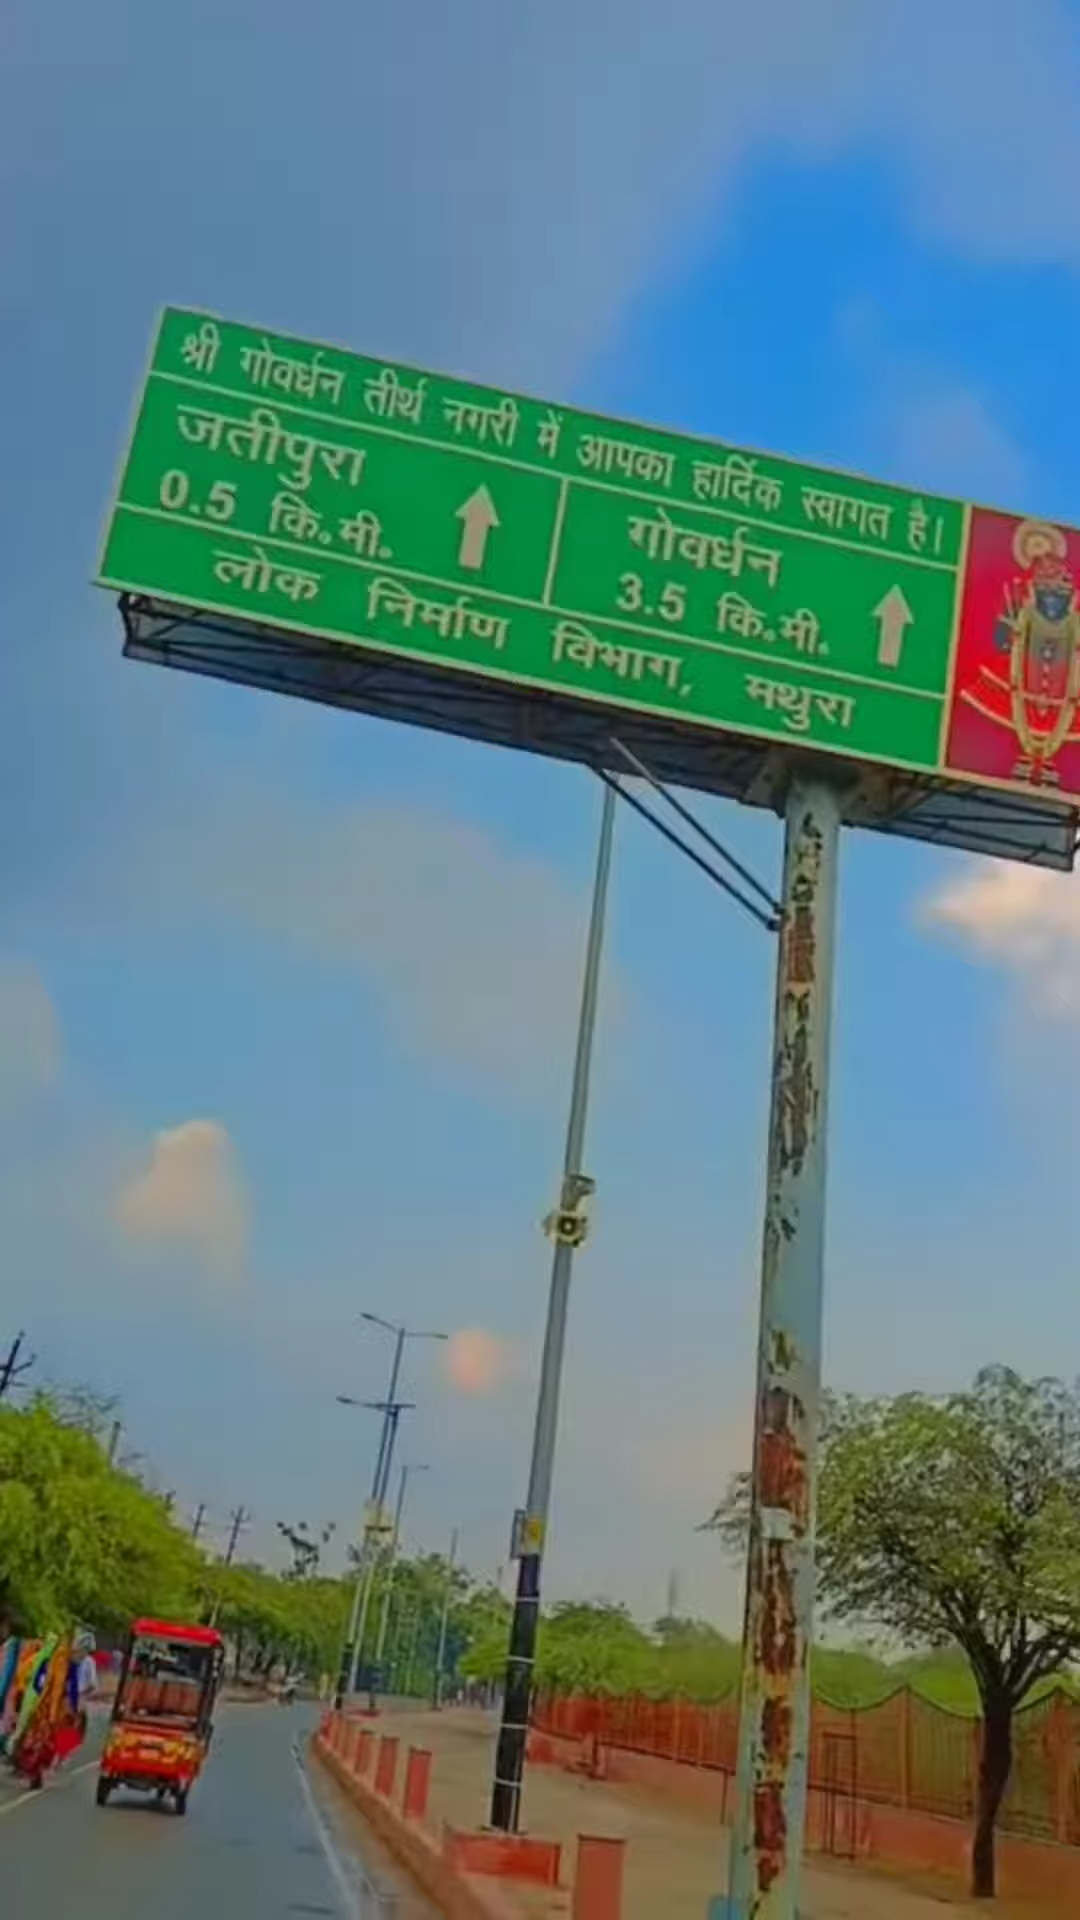 श्री गोवर्धन तीर्थ नगरी में आपका हार्दिक स्वागत है।
जतीपुरा
0.5 कि.मी.
गोवर्धन
3.5 कि.मी.
लोक निर्माण विभाग, मथुरा